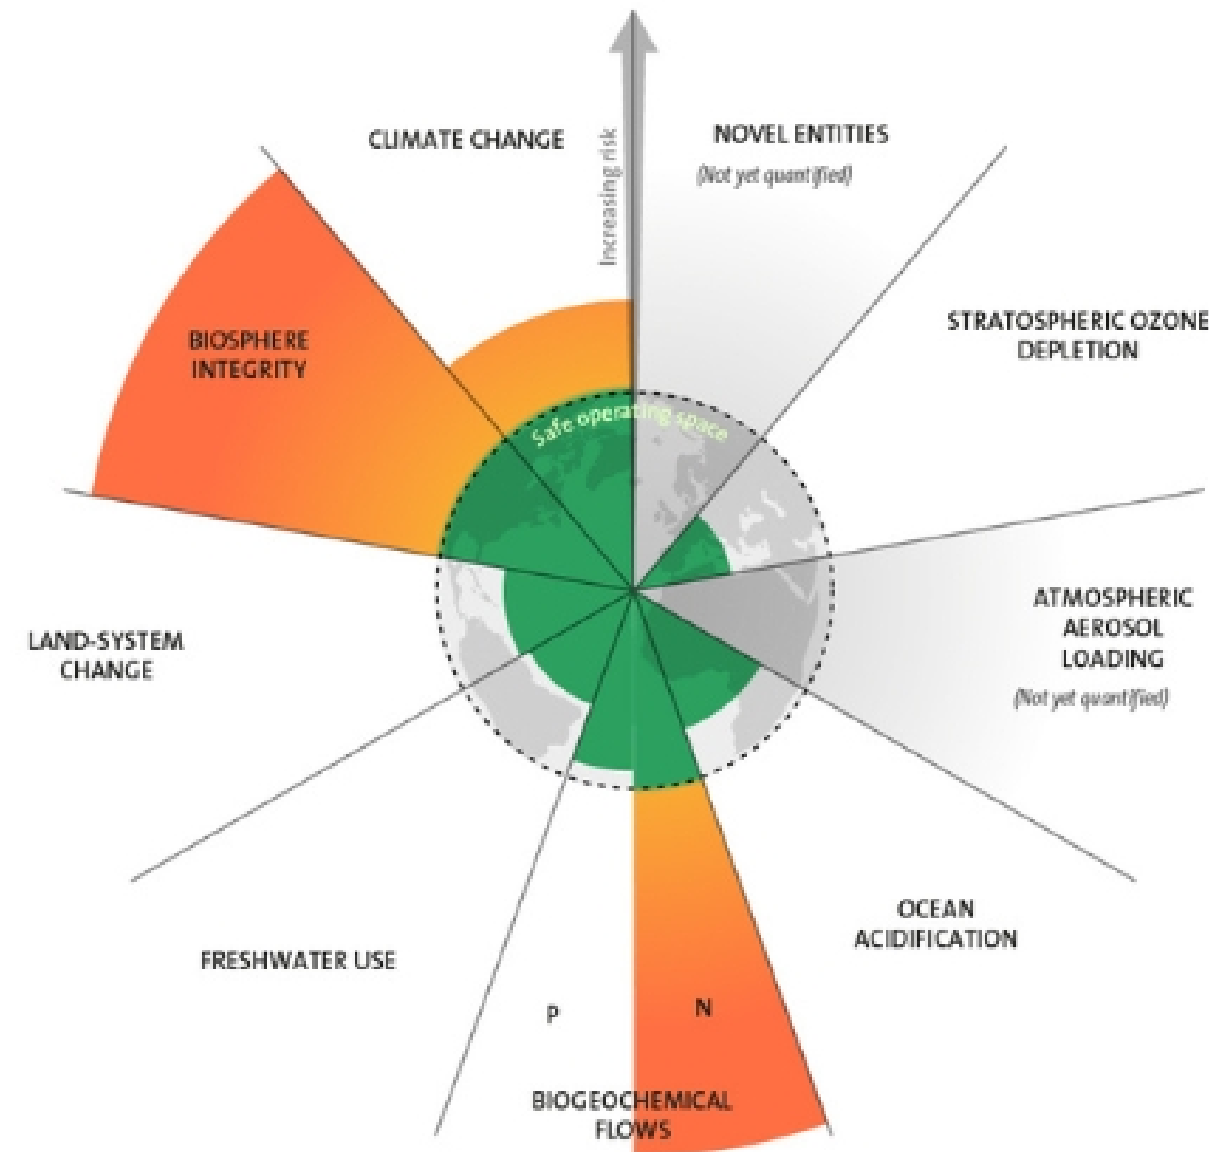 CLIMATE CHANGE
Increasing risk
NOVEL ENTITIES
(Not yet quantified)
STRATOSPHERIC OZONE
DEPLETION
BIOSPHERE
INTEGRITY
Safe operating space
ATMOSPHERIC
AEROSOL
LOADING
(Not yet quantified)
LAND-SYSTEM
CHANGE
OCEAN
ACIDIFICATION
FRESHWATER USE
P
N
BIOGEOCHEMICAL
FLOWS